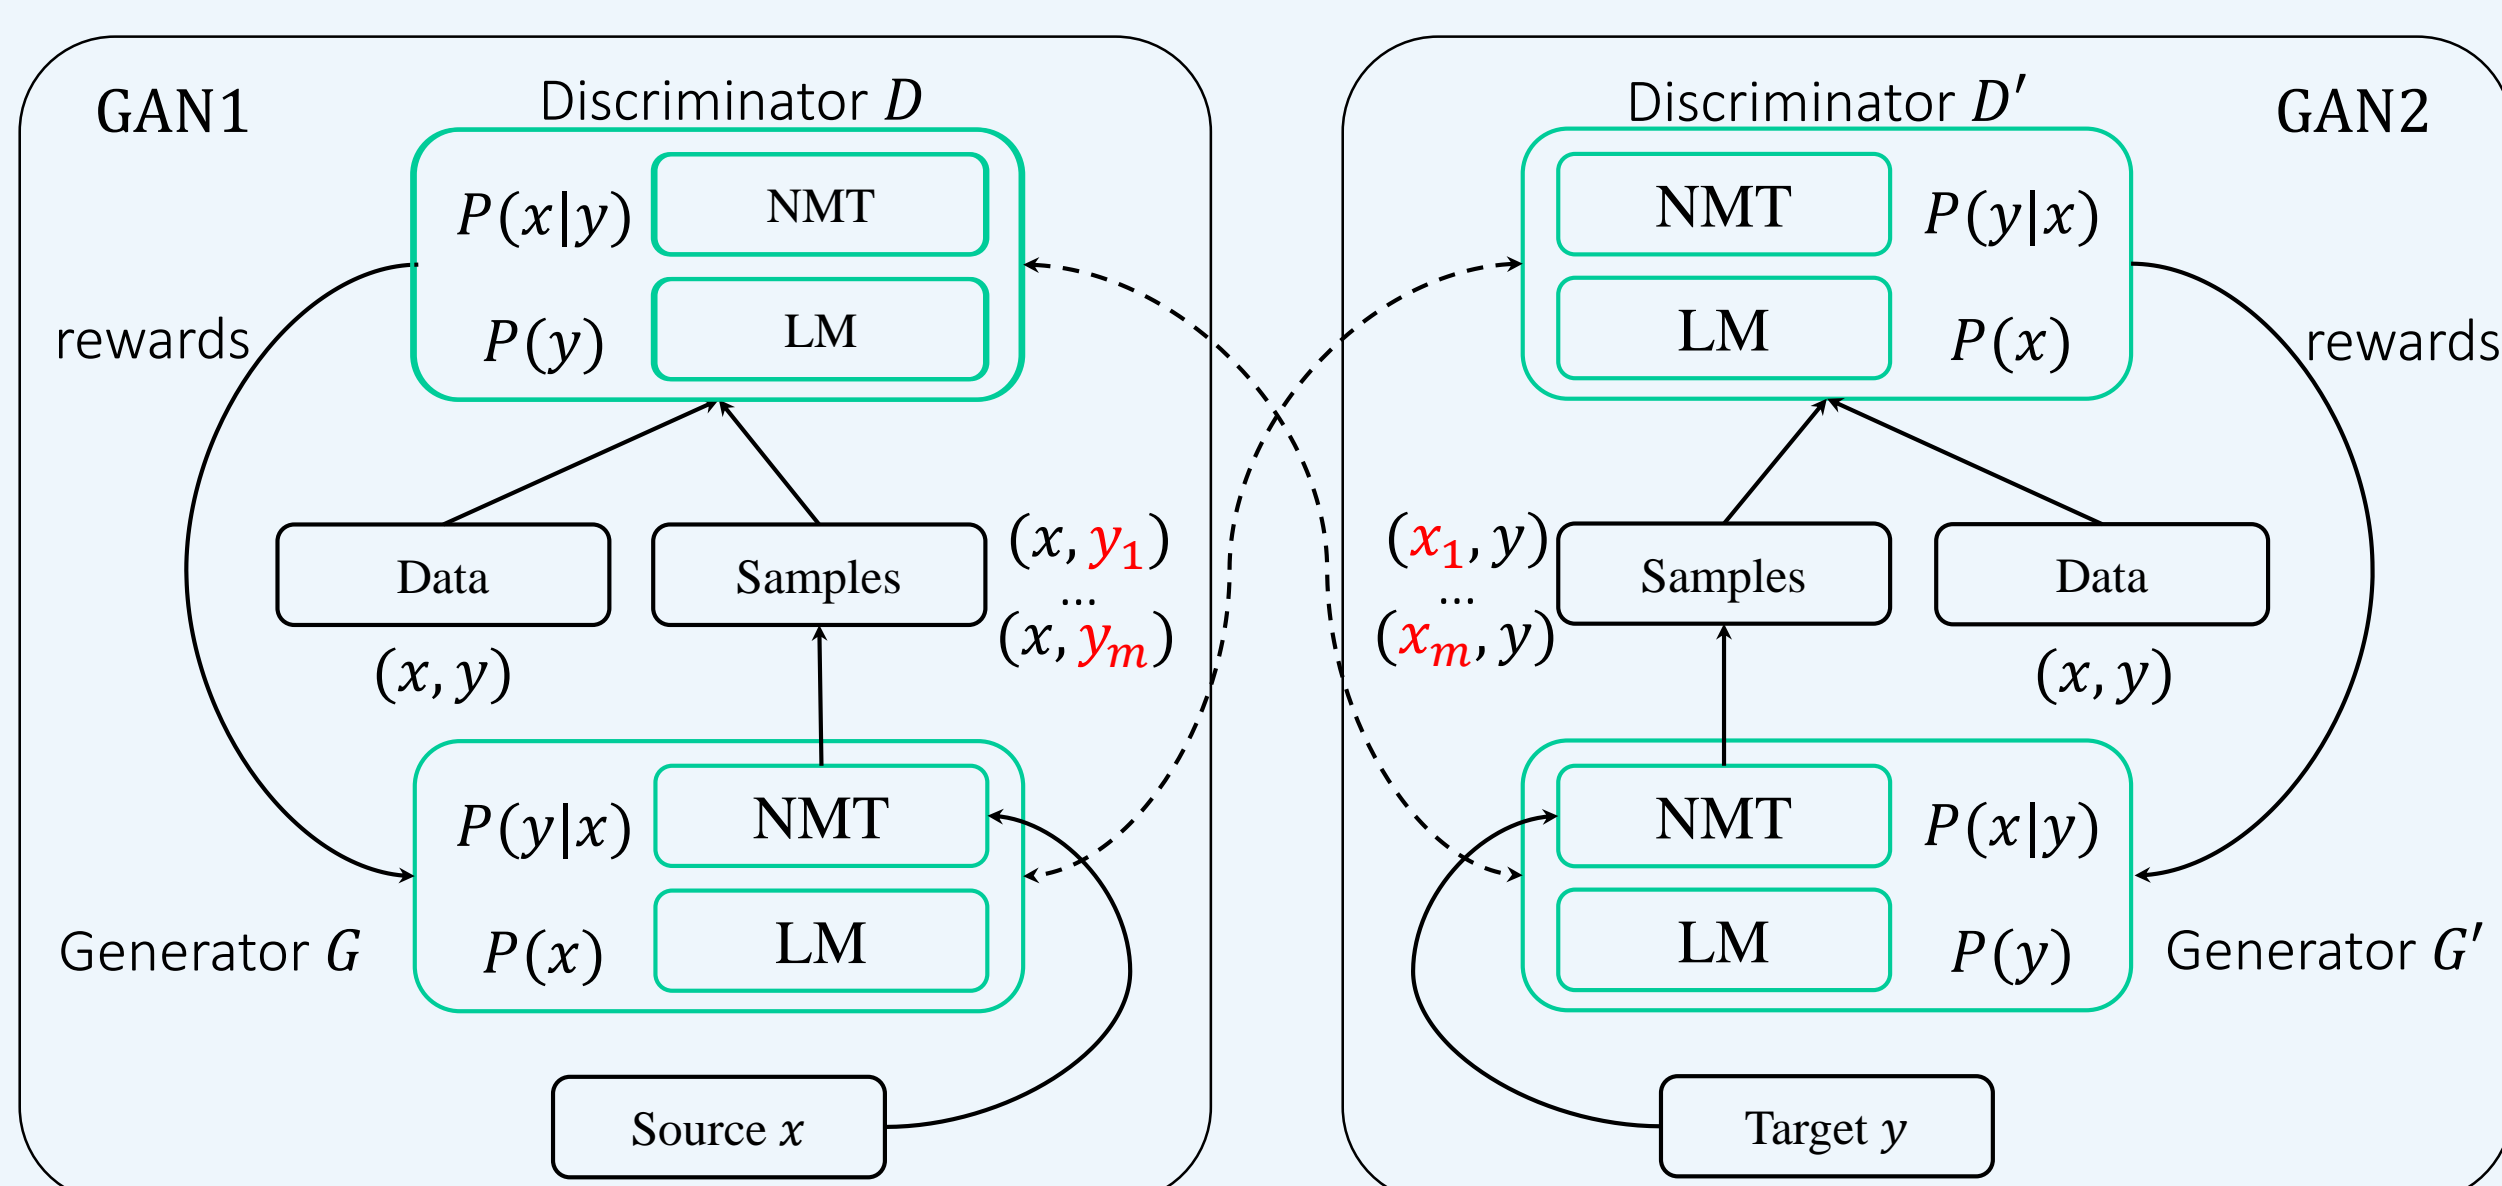 GAN1
Discriminator D
P(x|y)
NMT
P(y)
LM
rewards
Data
(x, y)
Samples
(x, y₁)
...
(x, yₘ)
P(y|x)
NMT
P(x)
LM
Generator G
Source x
GAN2
Discriminator D′
NMT
P(y|x)
LM
P(x)
rewards
(x₁, y)
...
(xₘ, y)
Samples
Data
(x, y)
NMT
P(x|y)
LM
P(y)
Generator G′
Target y